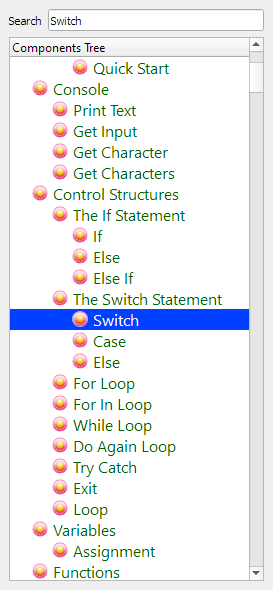 Search Switch
Components Tree
Quick Start
Console
Print Text
Get Input
Get Character
Get Characters
Control Structures
The If Statement
If
Else
Else If
The Switch Statement
Switch
Case
Else
For Loop
For In Loop
While Loop
Do Again Loop
Try Catch
Exit
Loop
Variables
Assignment
Functions